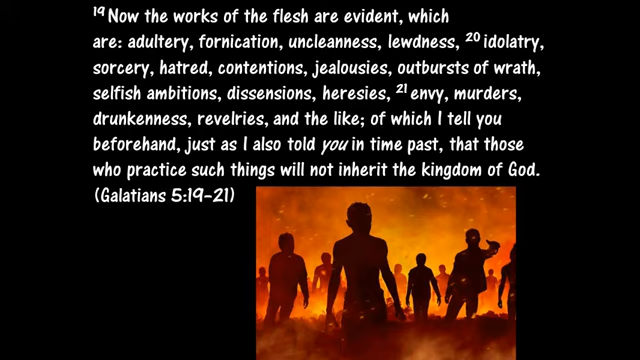 19 Now the works of the flesh are evident, which
are: adultery, fornication, uncleanness, lewdness, 20 idolatry,
sorcery, hatred, contentions, jealousies, outbursts of wrath,
selfish ambitions, dissensions, heresies, 21 envy, murders,
drunkenness, revelries, and the like; of which I tell you
beforehand, just as I also told you in time past, that those
who practice such things will not inherit the kingdom of God.
(Galatians 5:19-21)